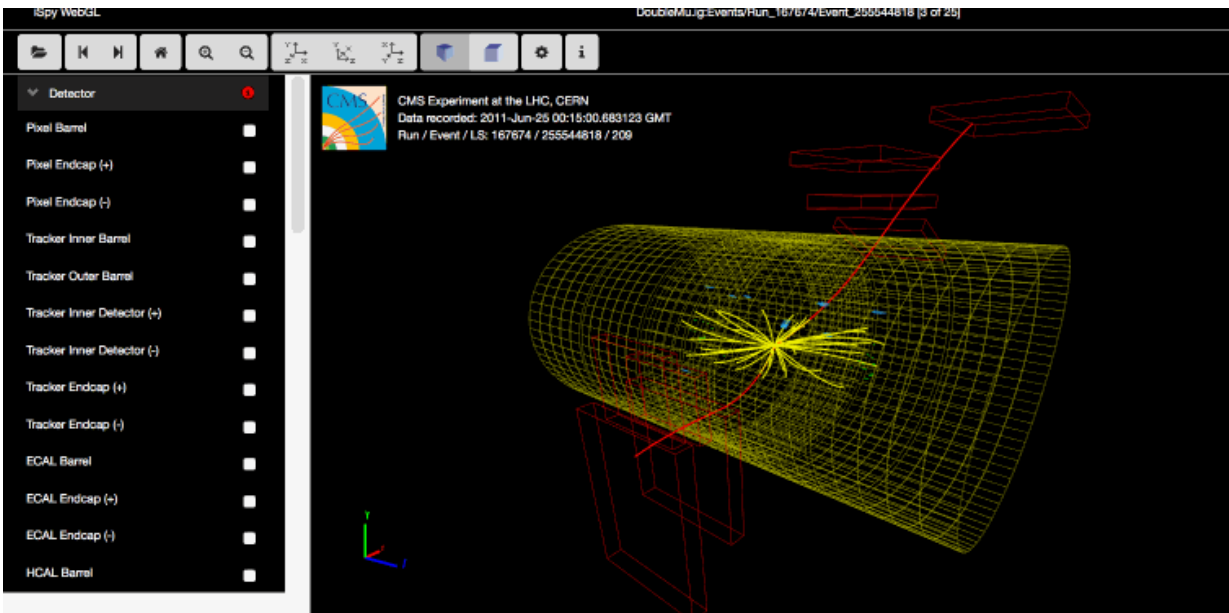 iSpy WebGL
DoubleMu.ig:Events/Run_167674/Event_255544818 [3 of 25]
Detector
Pixel Barrel
Pixel Endcap (+)
Pixel Endcap (-)
Tracker Inner Barrel
Tracker Outer Barrel
Tracker Inner Detector (+)
Tracker Inner Detector (-)
Tracker Endcap (+)
Tracker Endcap (-)
ECAL Barrel
ECAL Endcap (+)
ECAL Endcap (-)
HCAL Barrel
CMS
CMS Experiment at the LHC, CERN
Data recorded: 2011-Jun-25 00:15:00.683123 GMT
Run / Event / LS: 167674 / 255544818 / 209
Y